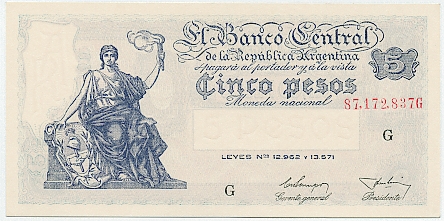 El Banco Central
de la República Argentina
pagará al portador y á la vista
Cinco pesos
5
Moneda nacional
87.172.837G
G
LEYES Nos 12.962 y 13.571
G
Gerente general
Presidente